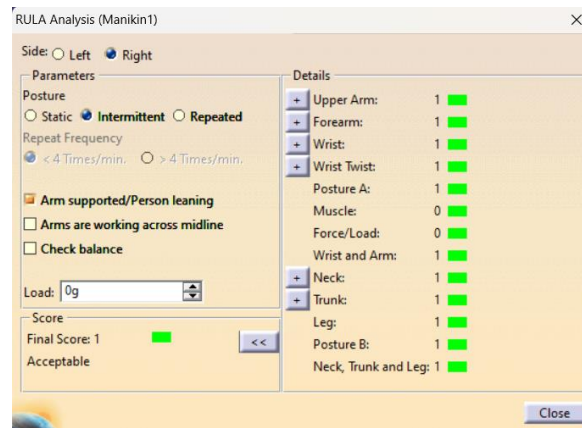 RULA Analysis (Manikin1)
Side: Left Right
Parameters
Posture
Static Intermittent Repeated
Repeat Frequency
< 4 Times/min. > 4 Times/min.
Arm supported/Person leaning
Arms are working across midline
Check balance
Load: 0g
Score
Final Score: 1
<<
Acceptable
Details
+ Upper Arm: 1
+ Forearm: 1
+ Wrist: 1
+ Wrist Twist: 1
Posture A: 1
Muscle: 0
Force/Load: 0
Wrist and Arm: 1
+ Neck: 1
+ Trunk: 1
Leg: 1
Posture B: 1
Neck, Trunk and Leg: 1
Close